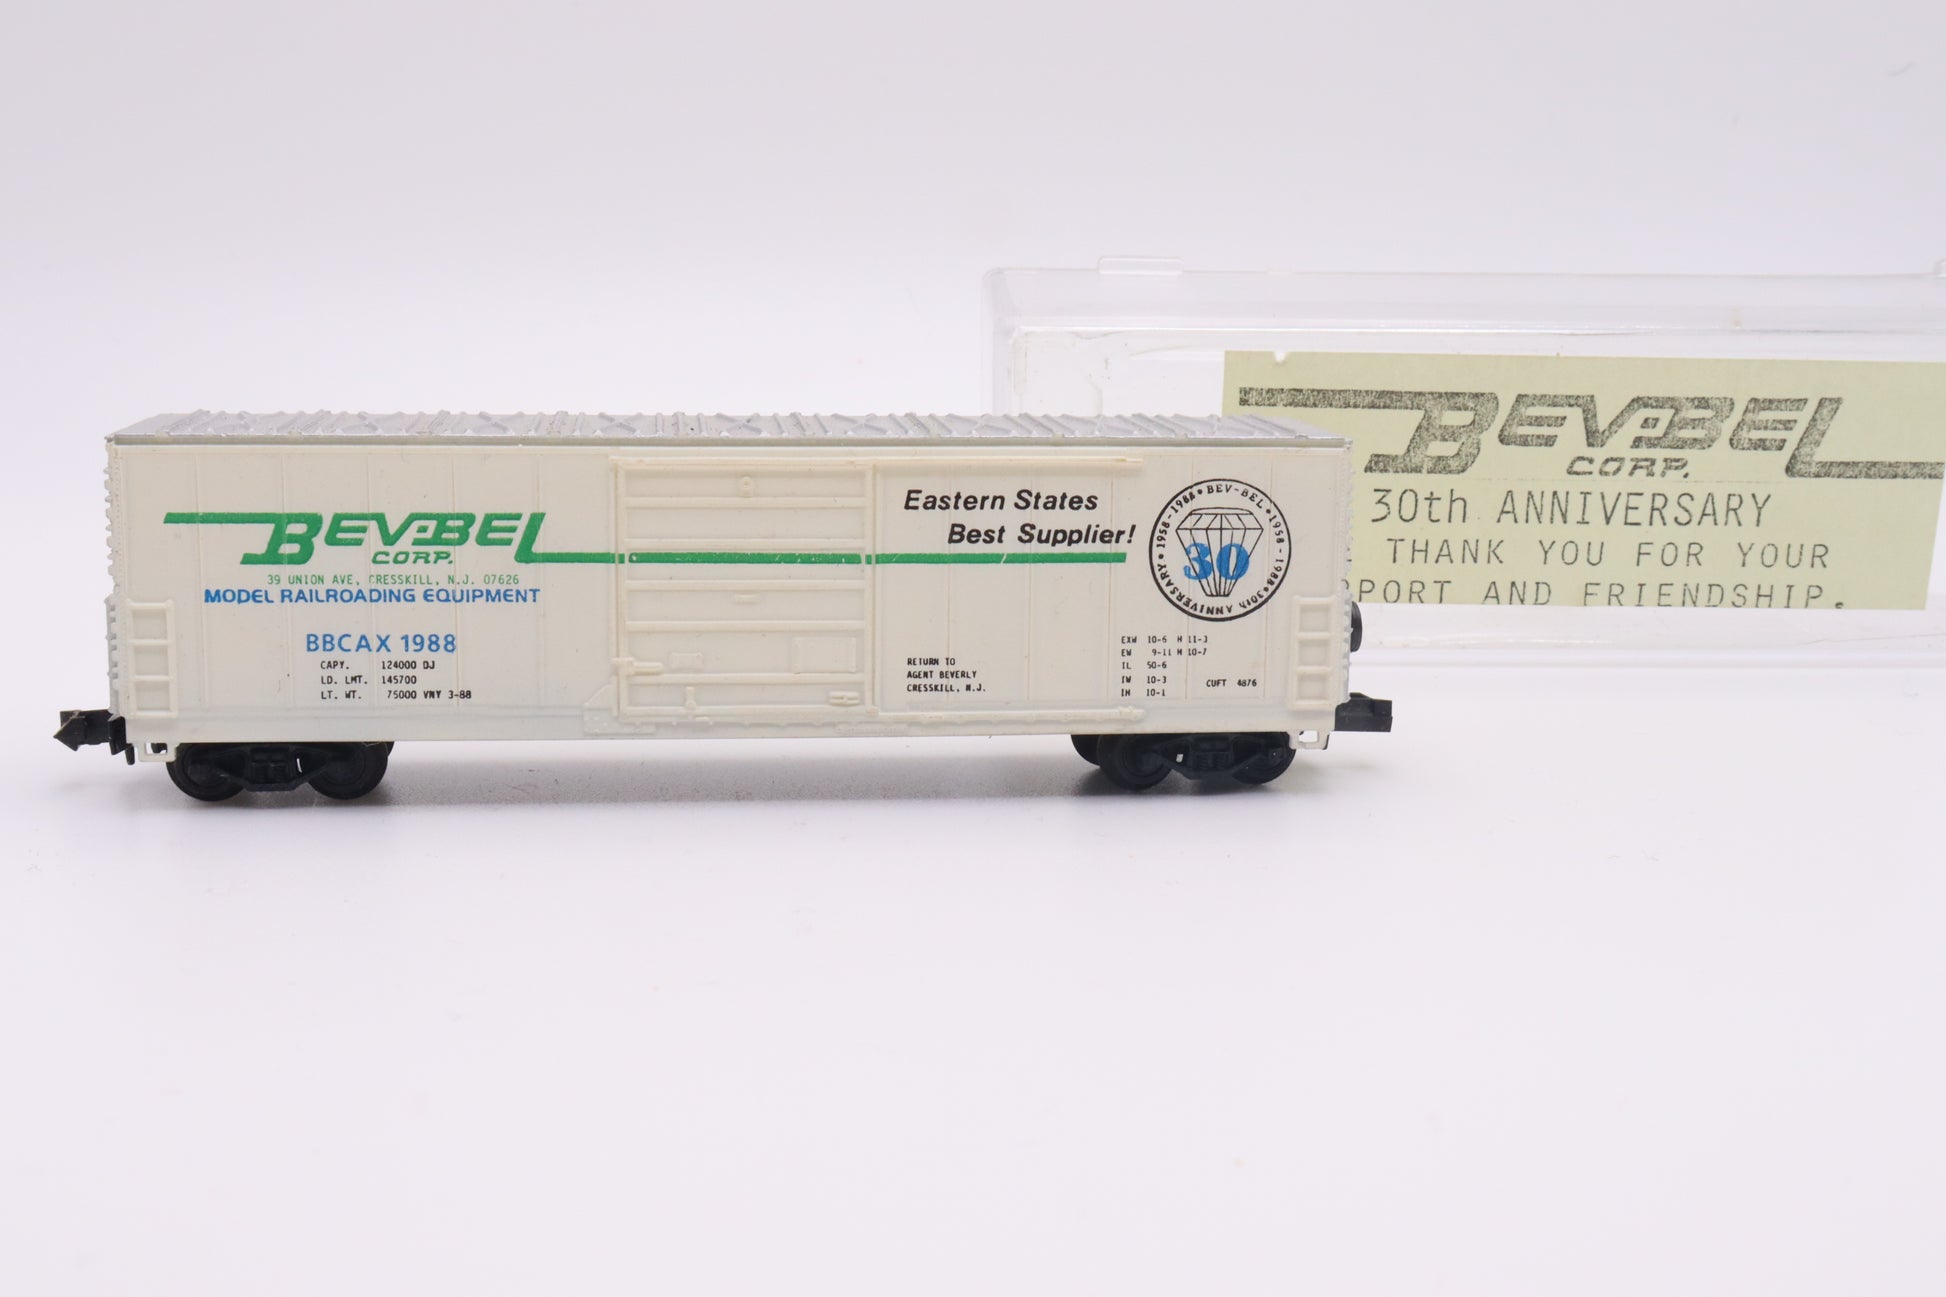 BEV-BEL
CORP.
39 UNION AVE, CRESSKILL, N.J. 07626
MODEL RAILROADING EQUIPMENT
BBCAX 1988
CAPY. 124000 DJ
LD. LMT. 145700
LT. WT. 75000 VNY 3-88
Eastern States
Best Supplier!
1958-1988 • BEV-BEL • 1958-1988 • 30th ANNIVERSARY •
30
RETURN TO
AGENT BEVERLY
CRESSKILL, N.J.
EXW 10-6 H 11-3
EW 9-11 H 10-7
IL 50-6
IW 10-3
IH 10-1
CUFT 4876
BEV-BEL
CORP.
30th ANNIVERSARY
THANK YOU FOR YOUR
PORT AND FRIENDSHIP.